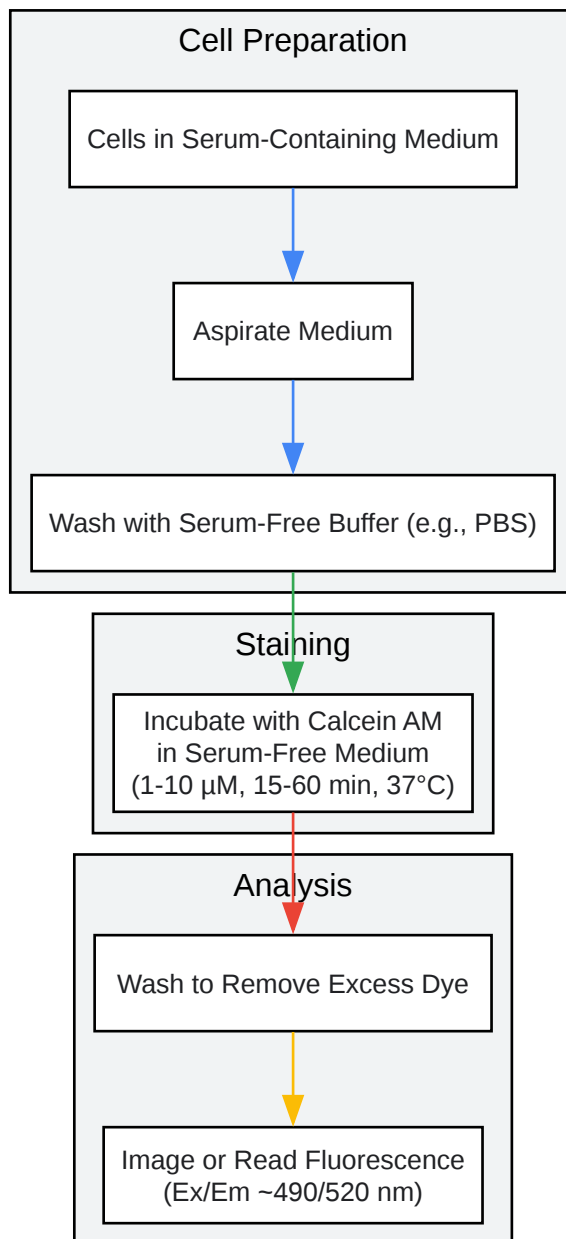 Cell Preparation
Cells in Serum-Containing Medium
Aspirate Medium
Wash with Serum-Free Buffer (e.g., PBS)
Staining
Incubate with Calcein AM
in Serum-Free Medium
(1-10 µM, 15-60 min, 37°C)
Analysis
Wash to Remove Excess Dye
Image or Read Fluorescence
(Ex/Em ~490/520 nm)